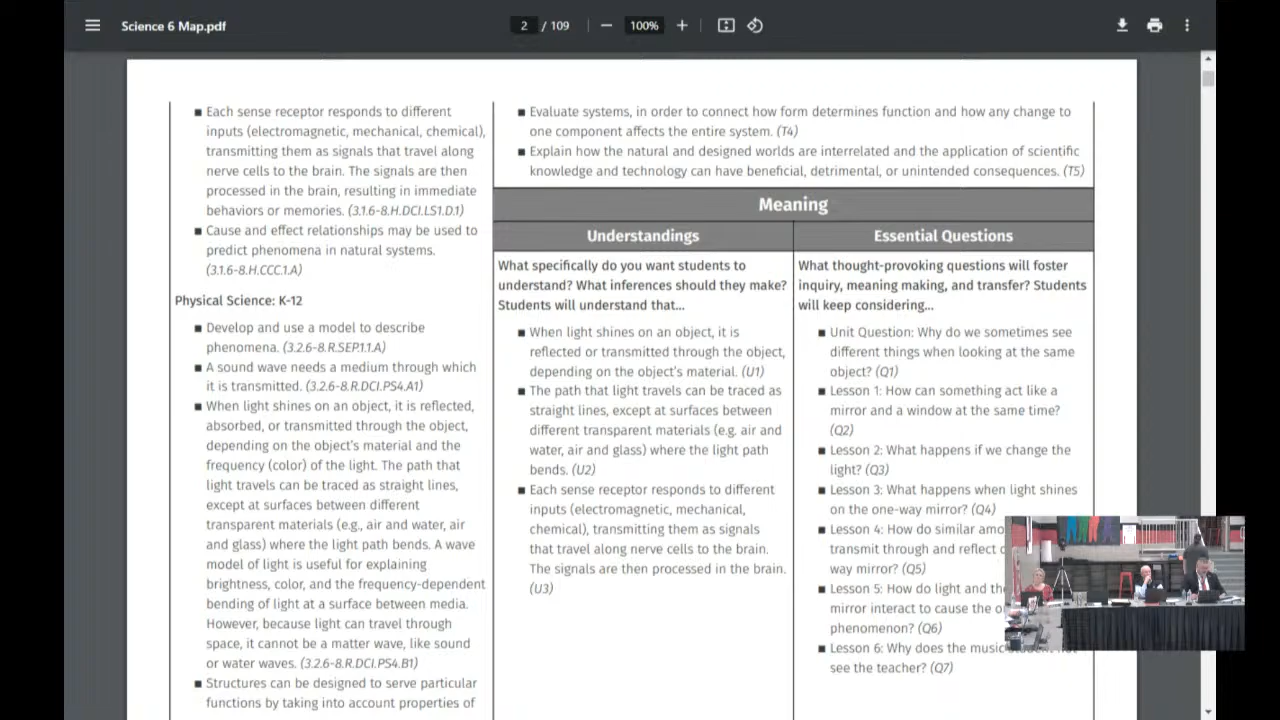 Science 6 Map.pdf
2 / 109
100%
Each sense receptor responds to different
inputs (electromagnetic, mechanical, chemical),
transmitting them as signals that travel along
nerve cells to the brain. The signals are then
processed in the brain, resulting in immediate
behaviors or memories. (3.1.6-8.H.DCI.LS1.D.1)
Cause and effect relationships may be used to
predict phenomena in natural systems.
(3.1.6-8.H.CCC.1.A)
Physical Science: K-12
Develop and use a model to describe
phenomena. (3.2.6-8.R.SEP.1.1.A)
A sound wave needs a medium through which
it is transmitted. (3.2.6-8.R.DCI.PS4.A1)
When light shines on an object, it is reflected,
absorbed, or transmitted through the object,
depending on the object's material and the
frequency (color) of the light. The path that
light travels can be traced as straight lines,
except at surfaces between different
transparent materials (e.g., air and water, air
and glass) where the light path bends. A wave
model of light is useful for explaining
brightness, color, and the frequency-dependent
bending of light at a surface between media.
However, because light can travel through
space, it cannot be a matter wave, like sound
or water waves. (3.2.6-8.R.DCI.PS4.B1)
Structures can be designed to serve particular
functions by taking into account properties of
Evaluate systems, in order to connect how form determines function and how any change to
one component affects the entire system. (T4)
Explain how the natural and designed worlds are interrelated and the application of scientific
knowledge and technology can have beneficial, detrimental, or unintended consequences. (T5)
Meaning
Understandings
What specifically do you want students to
understand? What inferences should they make?
Students will understand that...
When light shines on an object, it is
reflected or transmitted through the object,
depending on the object's material. (U1)
The path that light travels can be traced as
straight lines, except at surfaces between
different transparent materials (e.g. air and
water, air and glass) where the light path
bends. (U2)
Each sense receptor responds to different
inputs (electromagnetic, mechanical,
chemical), transmitting them as signals
that travel along nerve cells to the brain.
The signals are then processed in the brain.
(U3)
Essential Questions
What thought-provoking questions will foster
inquiry, meaning making, and transfer? Students
will keep considering...
Unit Question: Why do we sometimes see
different things when looking at the same
object? (Q1)
Lesson 1: How can something act like a
mirror and a window at the same time?
(Q2)
Lesson 2: What happens if we change the
light? (Q3)
Lesson 3: What happens when light shines
on the one-way mirror? (Q4)
Lesson 4: How do similar
transmit through and reflect
way mirror? (Q5)
Lesson 5: How do light and
mirror interact to cause the
phenomenon? (Q6)
Lesson 6: Why does the music
see the teacher? (Q7)